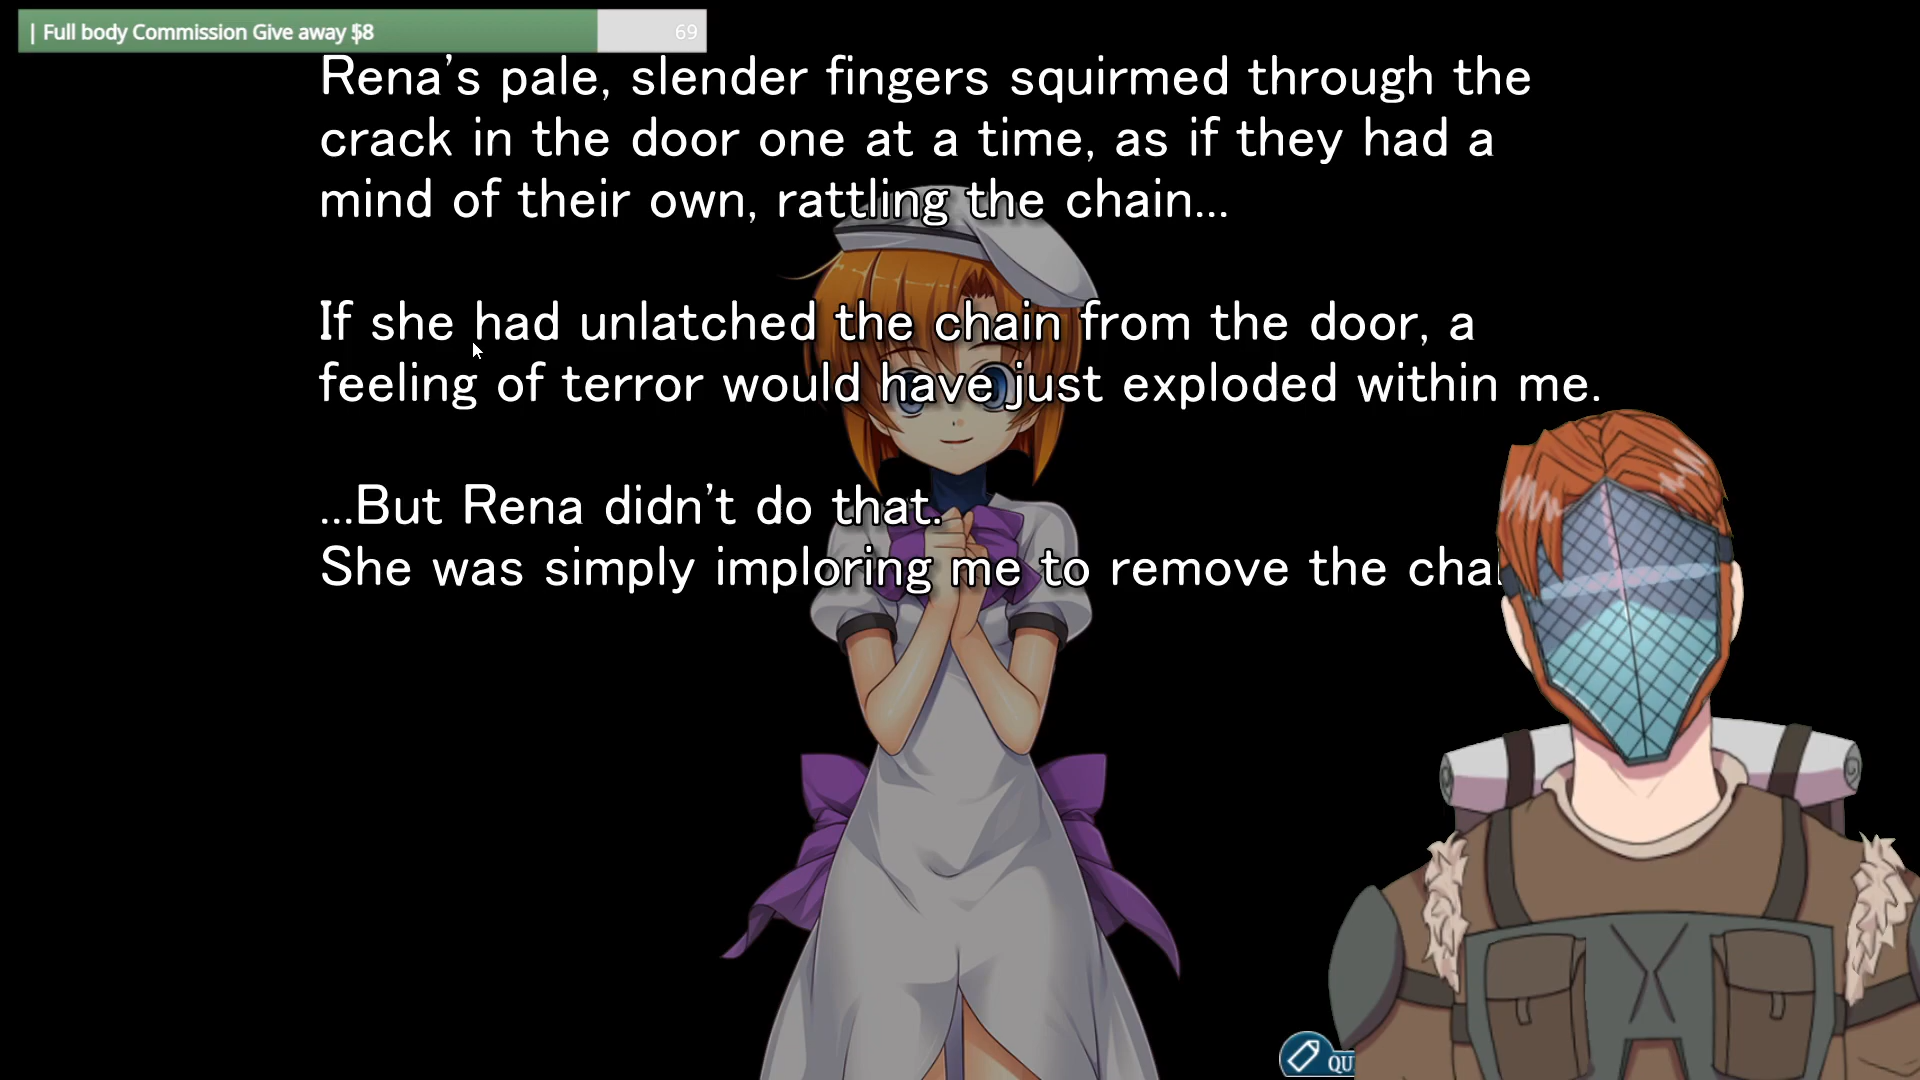 | Full body Commission Give away $8
69
Rena's pale, slender fingers squirmed through the
crack in the door one at a time, as if they had a
mind of their own, rattling the chain...
If she had unlatched the chain from the door, a
feeling of terror would have just exploded within me.
...But Rena didn't do that.
She was simply imploring me to remove the